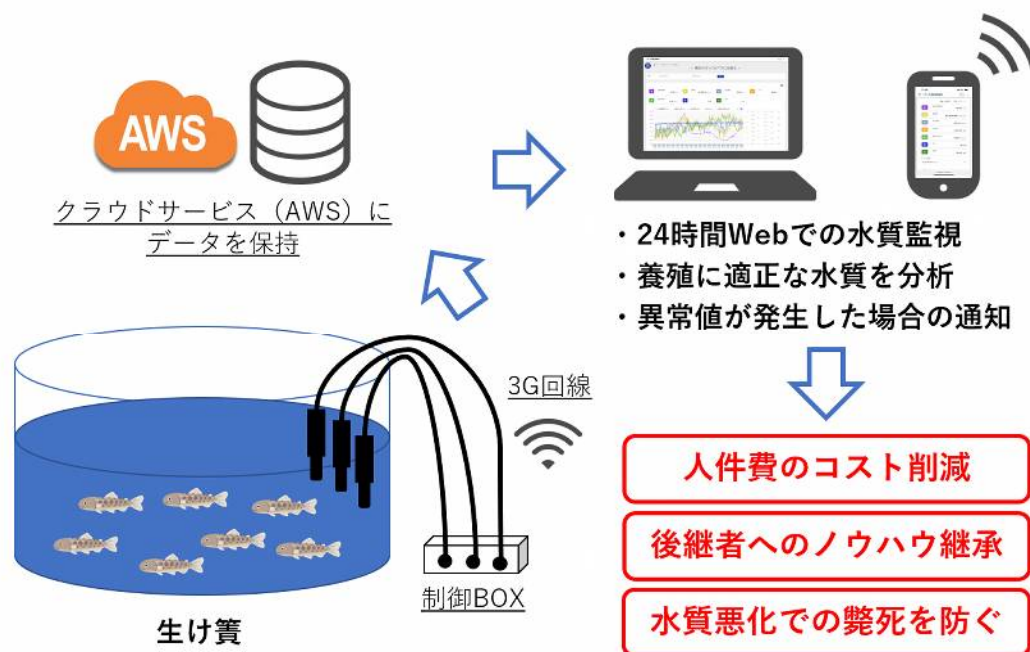 AWS
クラウドサービス（AWS）に
データを保持
・24時間Webでの水質監視
・養殖に適正な水質を分析
・異常値が発生した場合の通知
3G回線
制御BOX
生け簀
人件費のコスト削減
後継者へのノウハウ継承
水質悪化での斃死を防ぐ